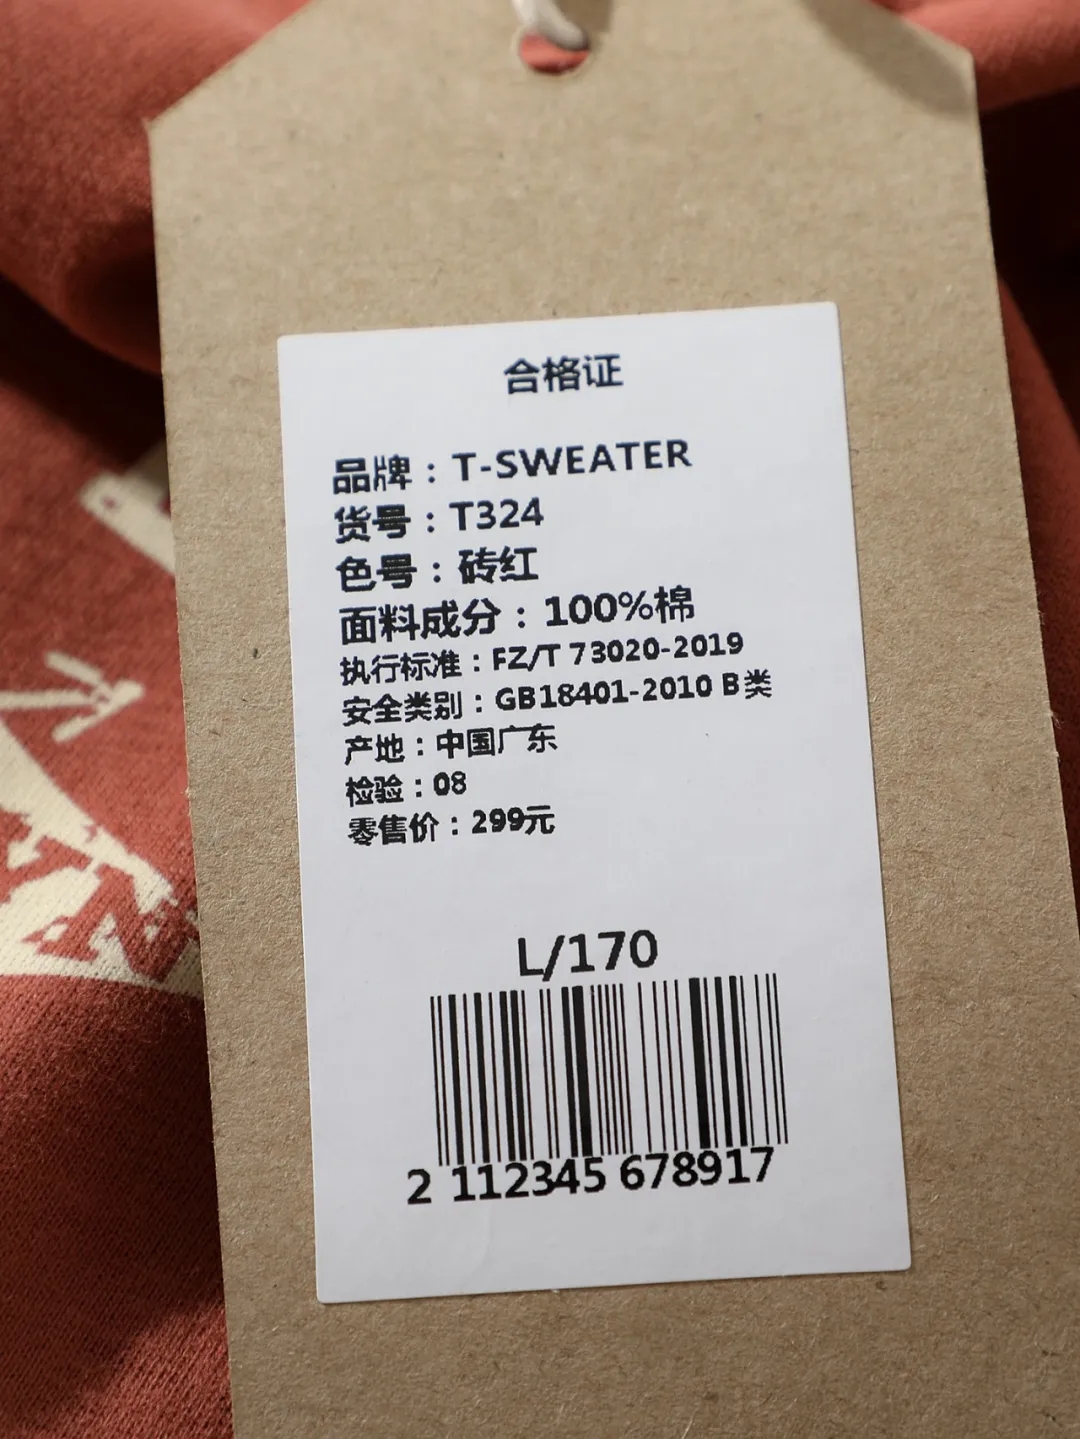 合格证
品牌：T-SWEATER
货号：T324
色号：砖红
面料成分：100%棉
执行标准：FZ/T 73020-2019
安全类别：GB18401-2010 B类
产地：中国广东
检验：08
零售价：299元
L/170
2 112345 678917